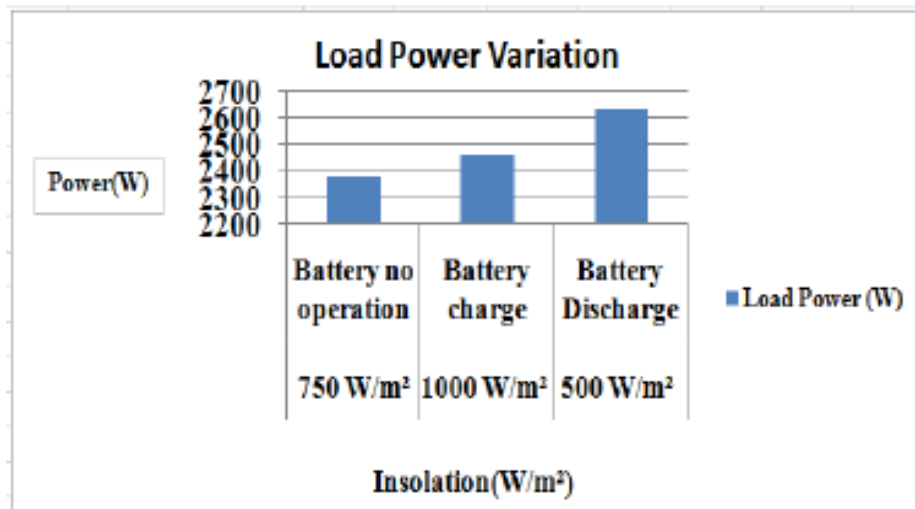 Load Power Variation
2700
2600
2500
2400
2300
2200
Power(W)
Battery no operation
Battery charge
Battery Discharge
750 W/m²
1000 W/m²
500 W/m²
Load Power (W)
Insolation(W/m²)